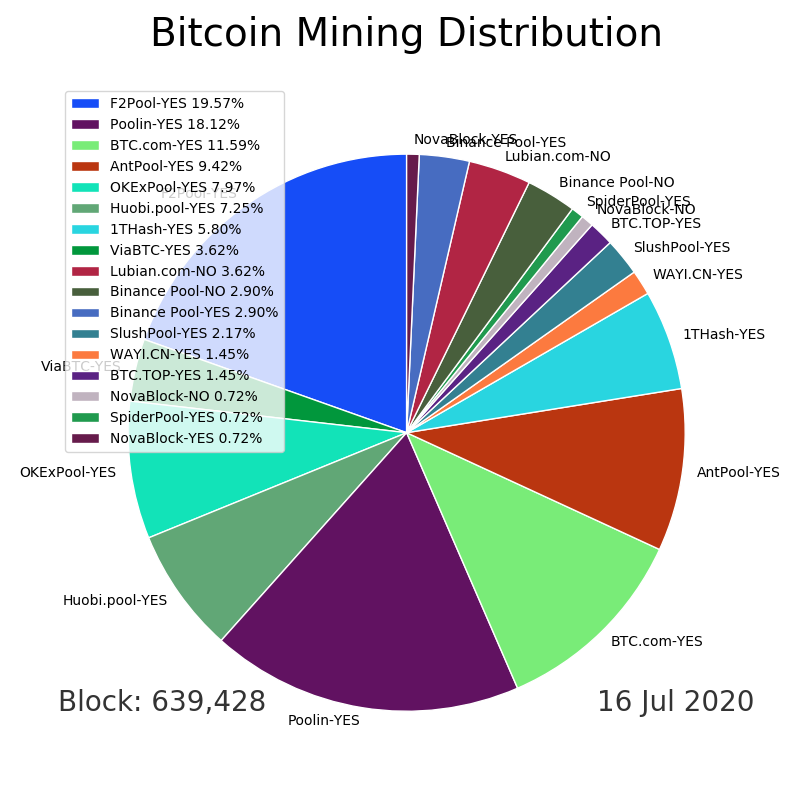 Bitcoin Mining Distribution
F2Pool-YES 19.57%
Poolin-YES 18.12%
BTC.com-YES 11.59%
AntPool-YES 9.42%
OKExPool-YES 7.97%
Huobi.pool-YES 7.25%
1THash-YES 5.80%
ViaBTC-YES 3.62%
Lubian.com-NO 3.62%
Binance Pool-NO 2.90%
Binance Pool-YES 2.90%
SlushPool-YES 2.17%
WAYI.CN-YES 1.45%
BTC.TOP-YES 1.45%
NovaBlock-NO 0.72%
SpiderPool-YES 0.72%
NovaBlock-YES 0.72%
NovaBlock-YES
Binance Pool-YES
Lubian.com-NO
Binance Pool-NO
SpiderPool-YES
NovaBlock-NO
BTC.TOP-YES
SlushPool-YES
WAYI.CN-YES
1THash-YES
AntPool-YES
BTC.com-YES
Poolin-YES
Huobi.pool-YES
OKExPool-YES
ViaBTC-YES
F2Pool-YES
Block: 639,428
16 Jul 2020